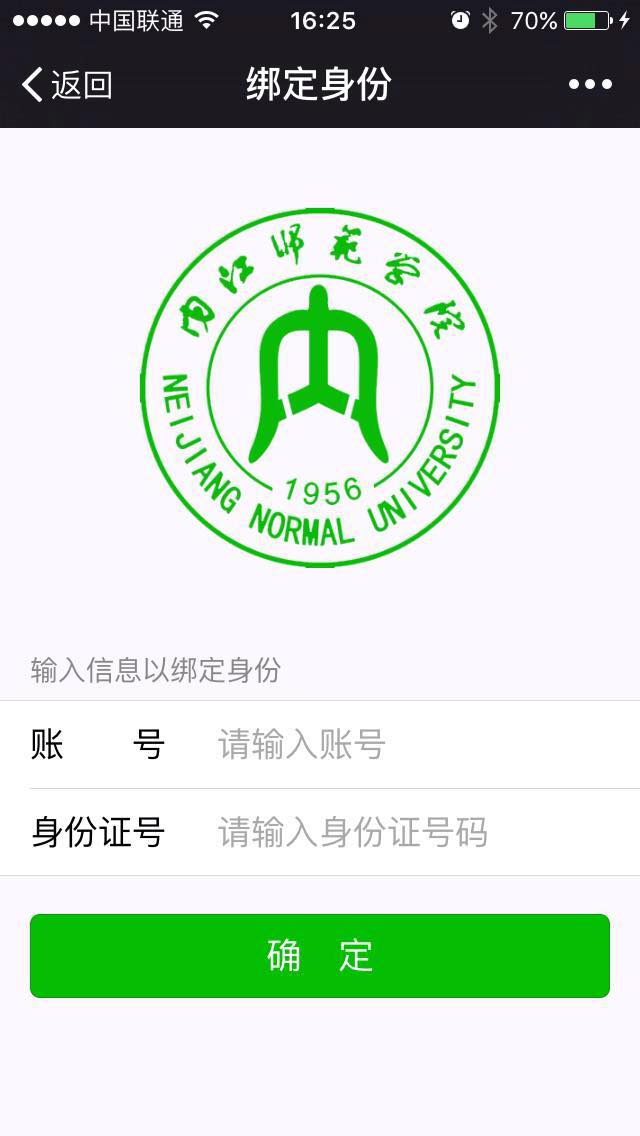 中国联通 16:25 70%
返回 绑定身份
内江师范学院
1956
NEIJIANG NORMAL UNIVERSITY
输入信息以绑定身份
账 号 请输入账号
身份证号 请输入身份证号码
确 定